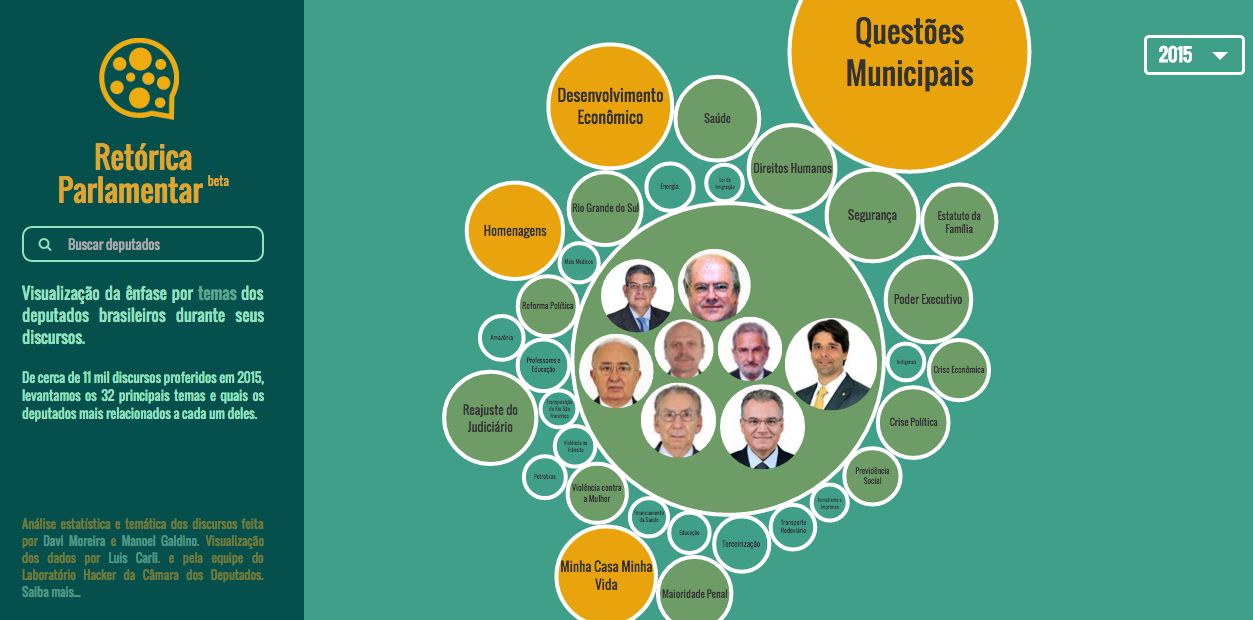 Retórica
Parlamentar beta
Buscar deputados
Visualização da ênfase por temas dos
deputados brasileiros durante seus
discursos.
De cerca de 11 mil discursos proferidos em 2015,
levantamos os 32 principais temas e quais os
deputados mais relacionados a cada um deles.
Análise estatística e temática dos discursos feita
por Davi Moreira e Manoel Galdino. Visualização
dos dados por Luis Carli. e pela equipe do
Laboratório Hacker da Câmara dos Deputados.
Saiba mais...
2015
Questões
Municipais
Desenvolvimento
Econômico
Saúde
Direitos Humanos
Energia
Lei de
Imigração
Rio Grande do Sul
Segurança
Estatuto da
Família
Homenagens
Mais Médicos
Reforma Política
Poder Executivo
Amazônia
Professores e
Educação
Indígenas
Crise Econômica
Reajuste do
Judiciário
Transposição
do Rio São
Francisco
Crise Política
Violência no
Trânsito
Petrobras
Previdência
Social
Violência contra
a Mulher
Jornalismo e
Imprensa
Financiamento
da Saúde
Educação
Terceirização
Transporte
Rodoviário
Minha Casa Minha
Vida
Maioridade Penal